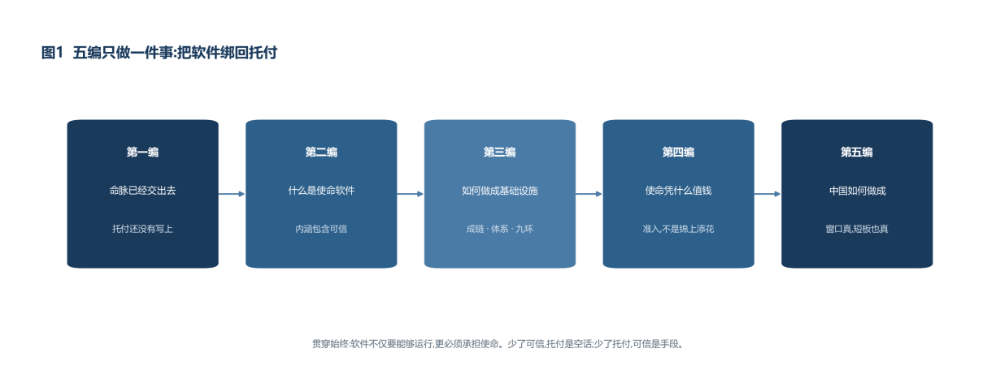 图1 五编只做一件事:把软件绑回托付
第一编
命脉已经交出去
托付还没有写上
第二编
什么是使命软件
内涵包含可信
第三编
如何做成基础设施
成链 · 体系 · 九环
第四编
使命凭什么值钱
准入,不是锦上添花
第五编
中国如何做成
窗口真,短板也真
贯穿始终:软件不仅要能够运行,更必须承担使命。少了可信,托付是空话;少了托付,可信是手段。